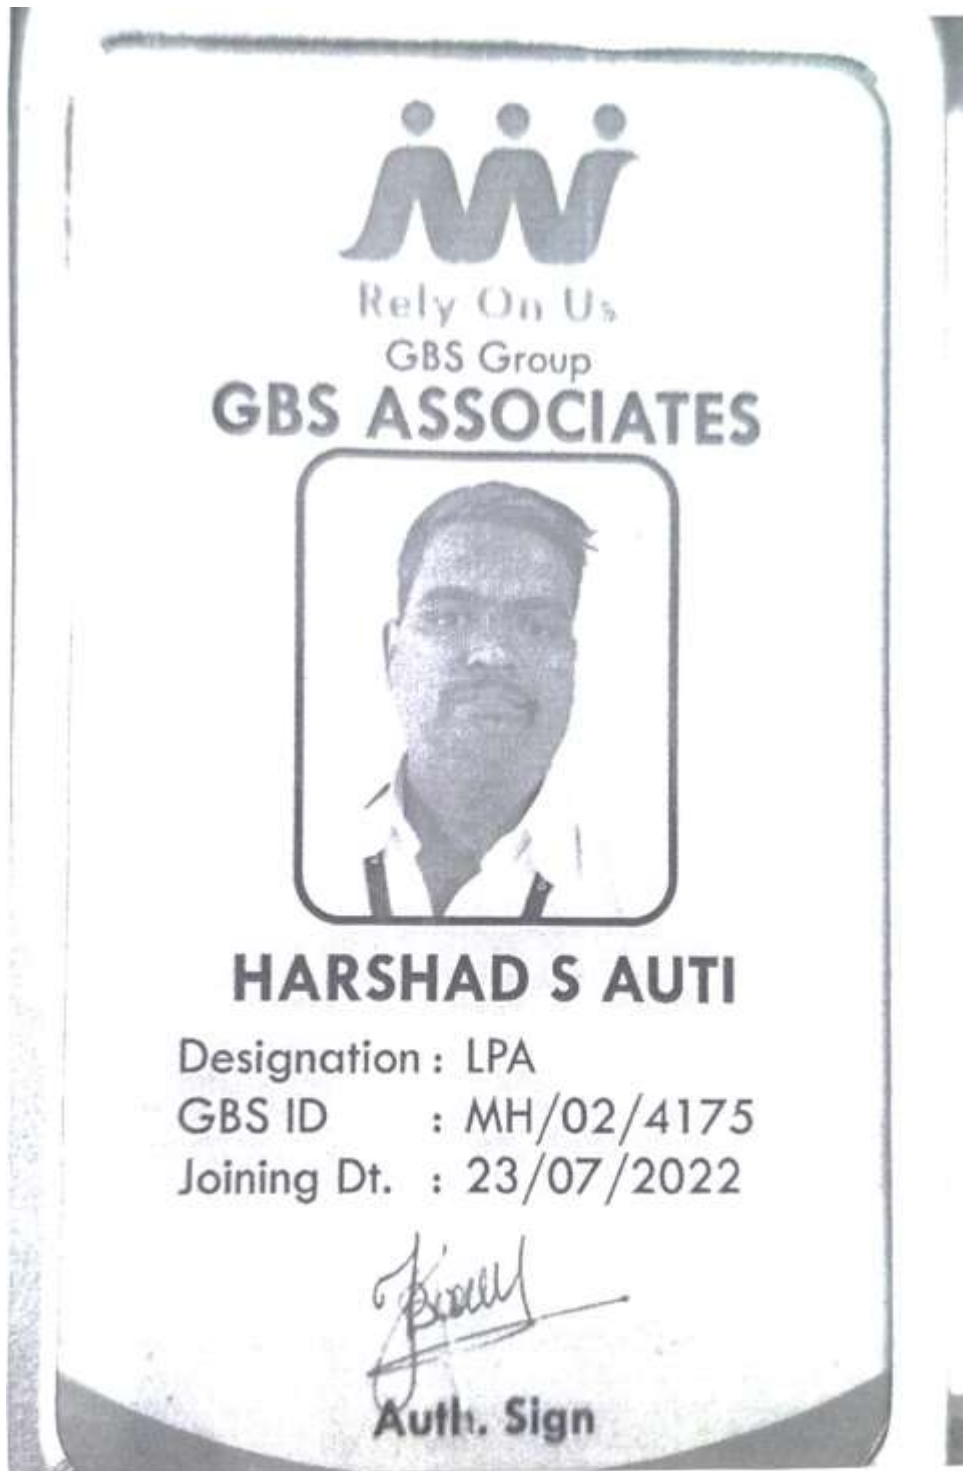 Rely On Us
GBS Group
GBS ASSOCIATES
HARSHAD S AUTI
Designation : LPA
GBS ID : MH/02/4175
Joining Dt. : 23/07/2022
Auth. Sign